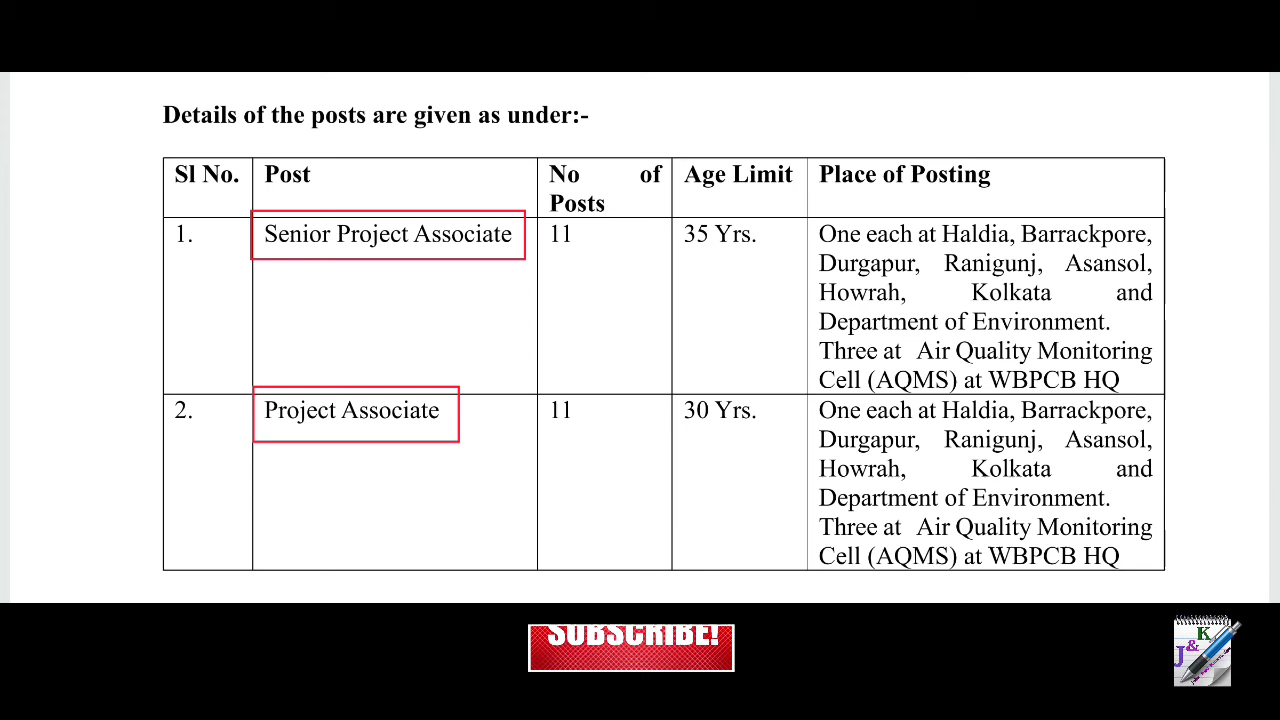 Details of the posts are given as under:-
Sl No. Post No of Posts Age Limit Place of Posting
1. Senior Project Associate 11 35 Yrs. One each at Haldia, Barrackpore,
Durgapur, Ranigunj, Asansol,
Howrah, Kolkata and
Department of Environment.
Three at Air Quality Monitoring
Cell (AQMS) at WBPCB HQ
2. Project Associate 11 30 Yrs. One each at Haldia, Barrackpore,
Durgapur, Ranigunj, Asansol,
Howrah, Kolkata and
Department of Environment.
Three at Air Quality Monitoring
Cell (AQMS) at WBPCB HQ
SUBSCRIBE!
J&K